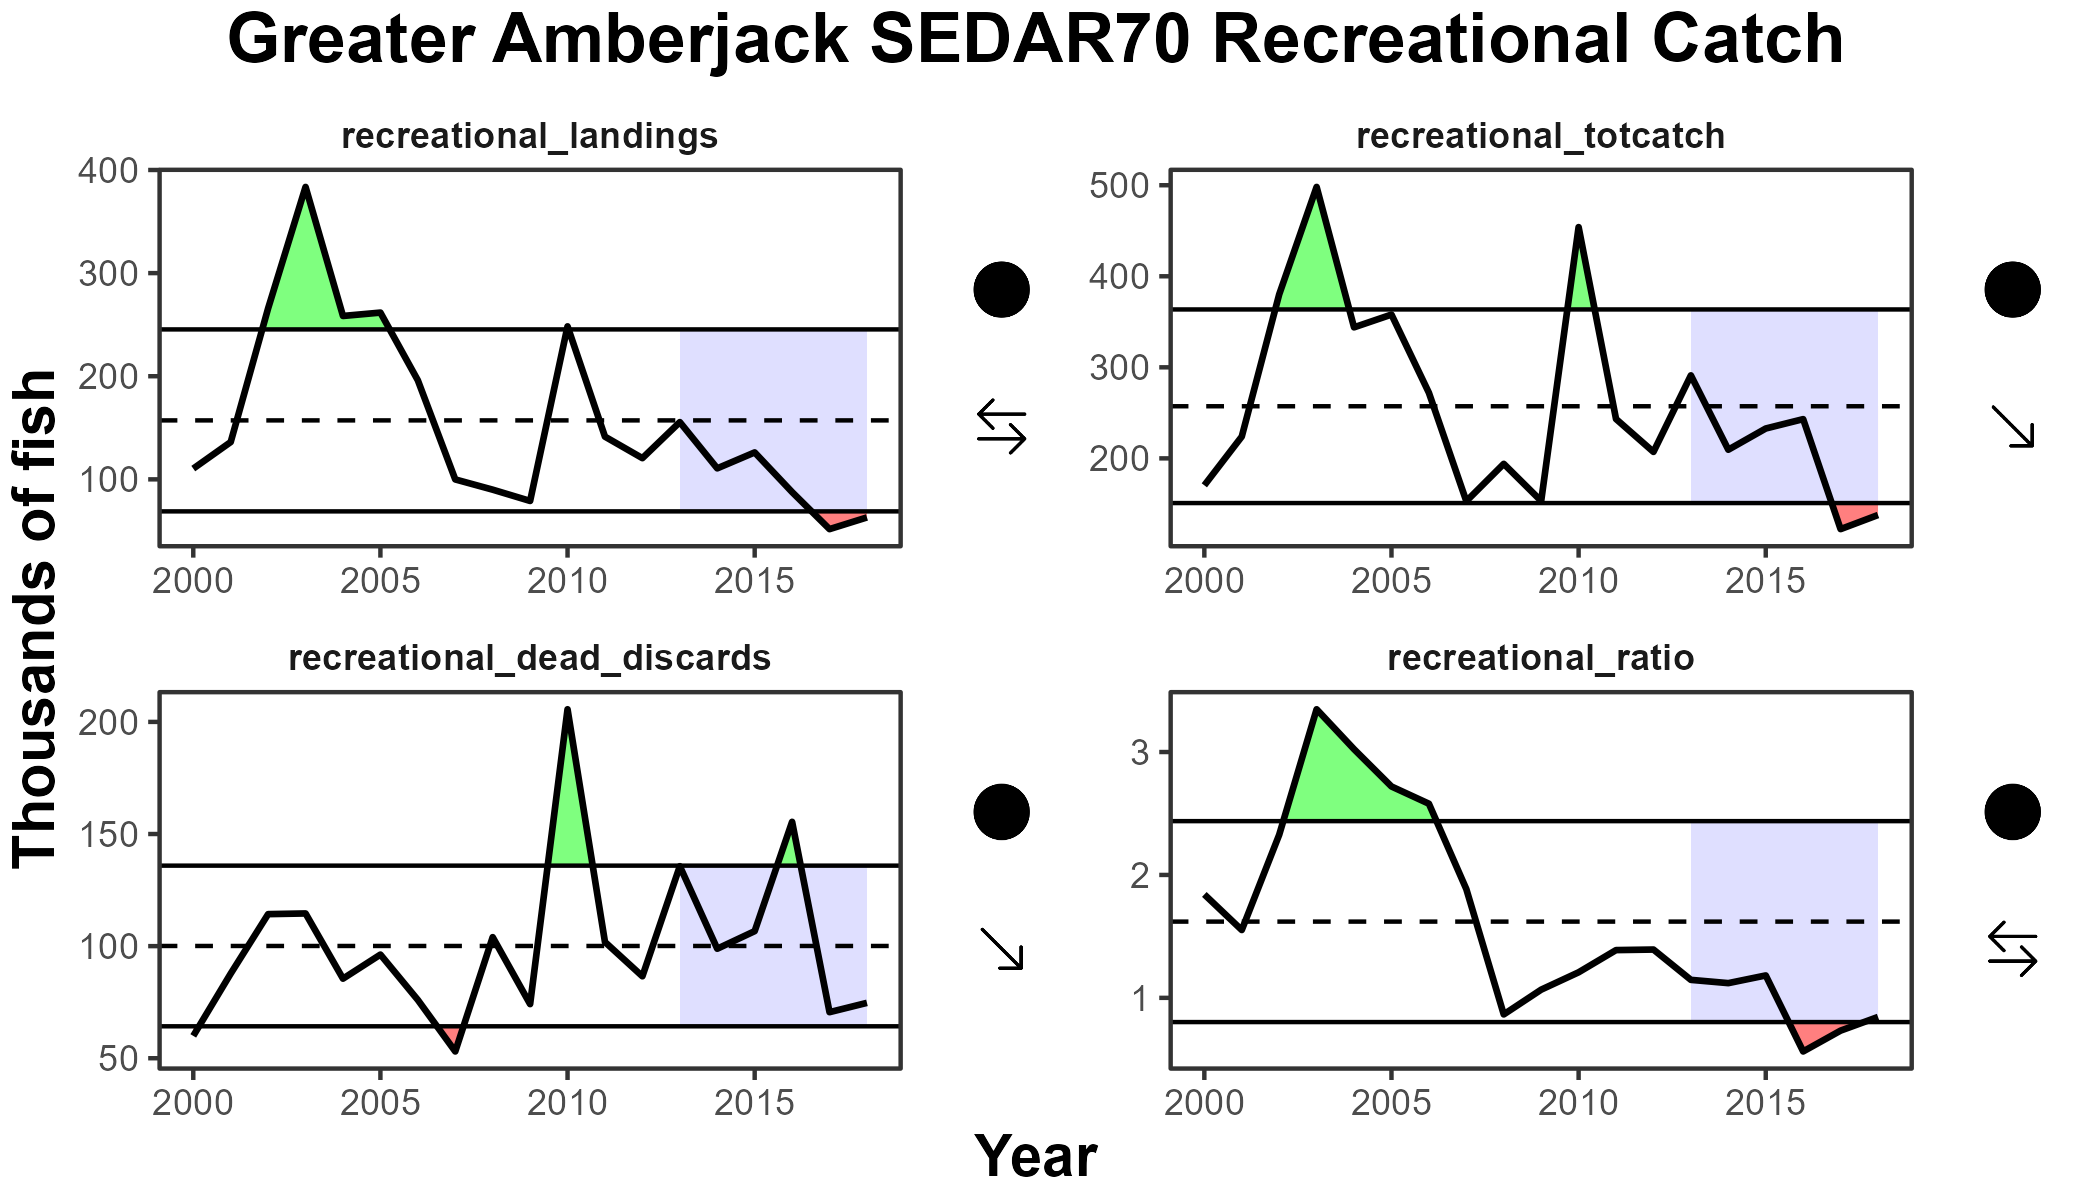 Greater Amberjack SEDAR70 Recreational Catch
Thousands of fish
recreational_landings
400
300
200
100
2000 2005 2010 2015
recreational_totcatch
500
400
300
200
2000 2005 2010 2015
recreational_dead_discards
200
150
100
50
2000 2005 2010 2015
recreational_ratio
3
2
1
2000 2005 2010 2015
Year